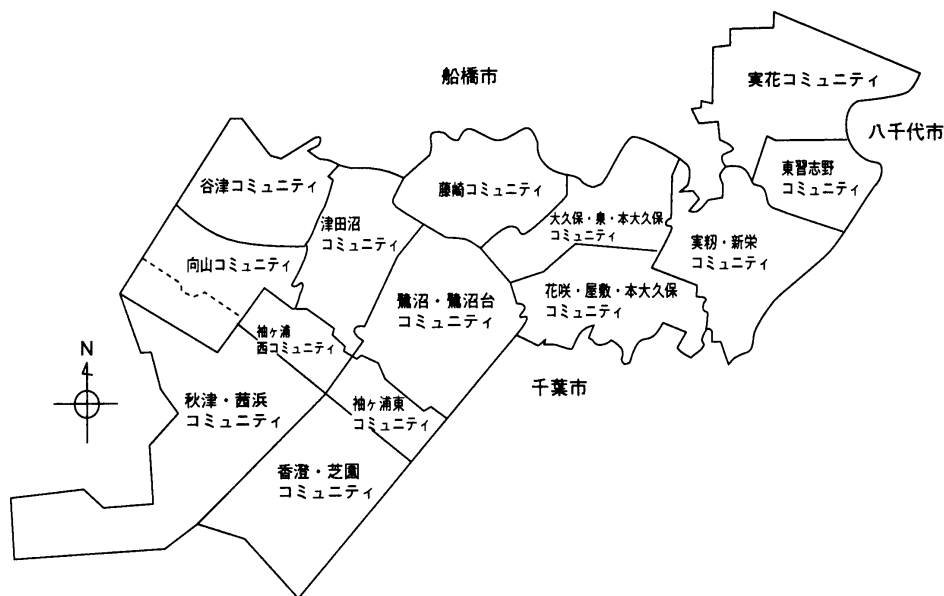 船橋市
実花コミュニティ
八千代市
東習志野
コミュニティ
谷津コミュニティ
藤崎コミュニティ
津田沼
コミュニティ
大久保・泉・本大久保
コミュニティ
実籾・新栄
コミュニティ
向山コミュニティ
鷺沼・鷺沼台
コミュニティ
花咲・屋敷・本大久保
コミュニティ
袖ヶ浦
西コミュニティ
N
千葉市
秋津・茜浜
コミュニティ
袖ヶ浦東
コミュニティ
香澄・芝園
コミュニティ